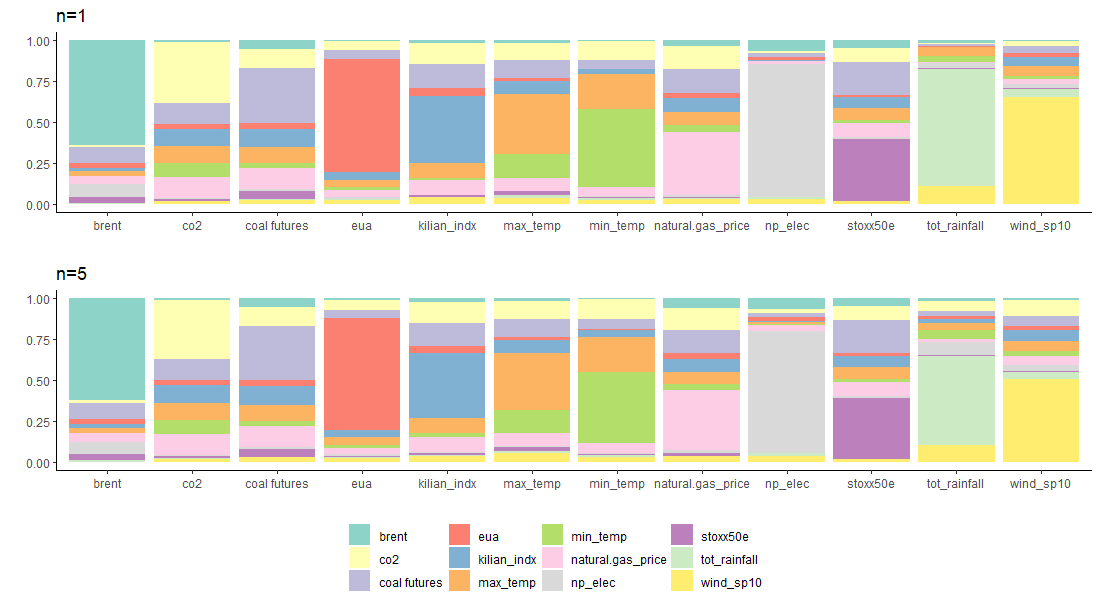 n=1
1.00
0.75
0.50
0.25
0.00
brent co2 coal futures eua kilian_indx max_temp min_temp natural.gas_price np_elec stoxx50e tot_rainfall wind_sp10
n=5
1.00
0.75
0.50
0.25
0.00
brent co2 coal futures eua kilian_indx max_temp min_temp natural.gas_price np_elec stoxx50e tot_rainfall wind_sp10
brent eua min_temp stoxx50e
co2 kilian_indx natural.gas_price tot_rainfall
coal futures max_temp np_elec wind_sp10